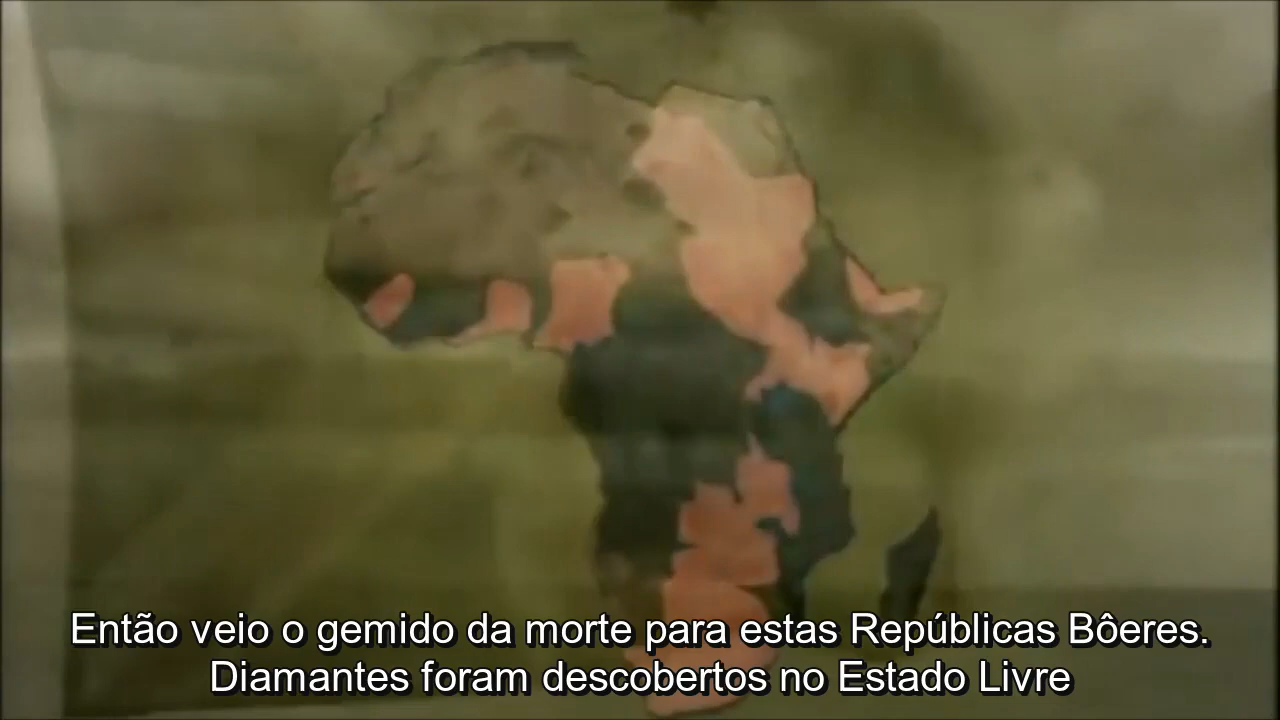 Então veio o gemido da morte para estas Repúblicas Bôeres.
Diamantes foram descobertos no Estado Livre